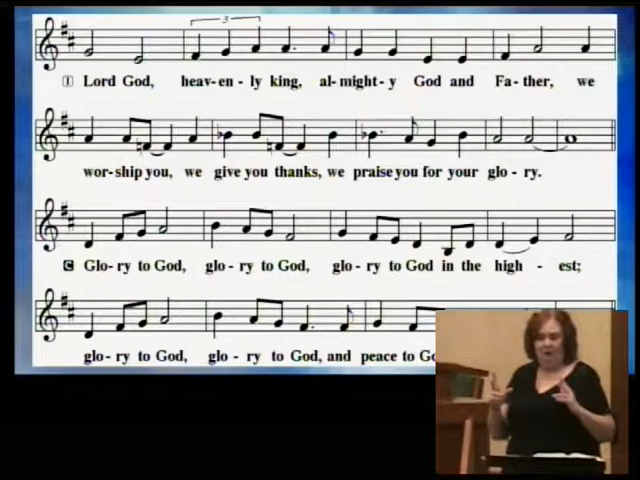 3
I Lord God, heav-en - ly king, al-might-y God and Fa-ther, we
wor-ship you, we give you thanks, we praise you for your glo - ry.
C Glo- ry to God, glo - ry to God, glo - ry to God in the high - est;
glo - ry to God, glo - ry to God, and peace to Go